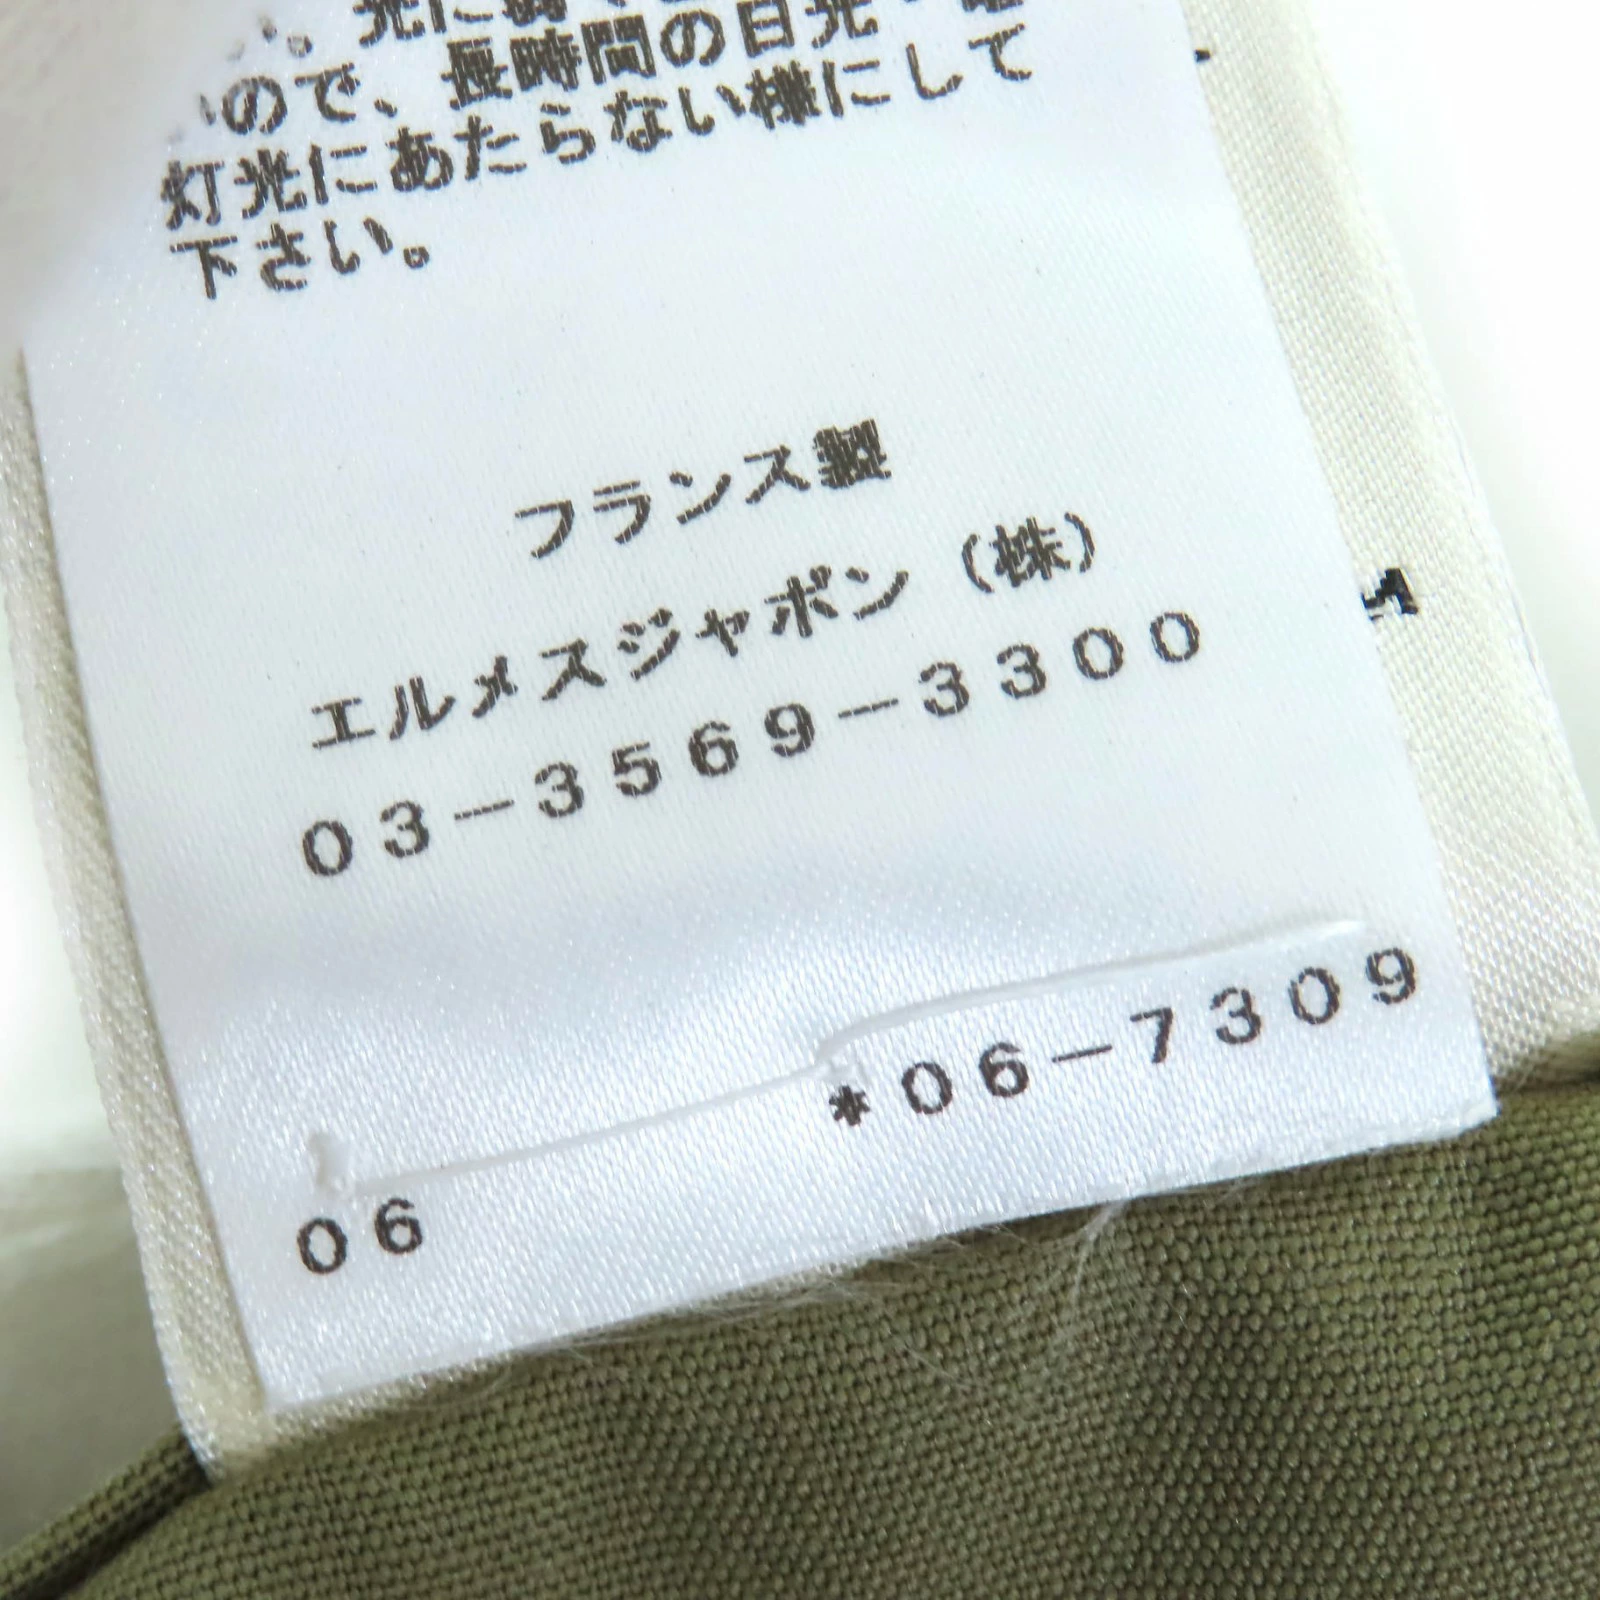 。光に
ので、長時間の日光・
灯光にあたらない様にして
下さい。
フランス製
エルメスジャポン（株）
03-3569-3300
*06-7309
06